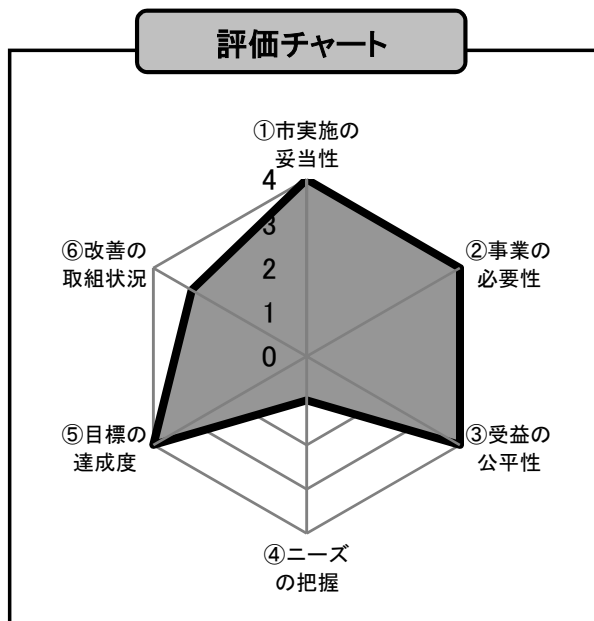 評価チャート
①市実施の
妥当性
4
3
2
1
0
②事業の
必要性
③受益の
公平性
④ニーズ
の把握
⑤目標の
達成度
⑥改善の
取組状況